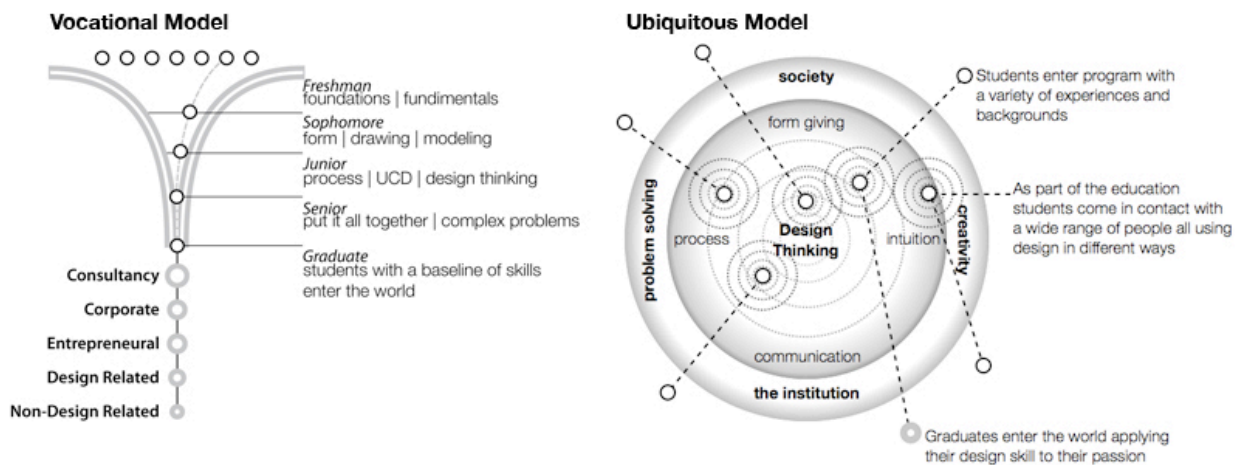 Vocational Model
Freshman
foundations | fundimentals
Sophomore
form | drawing | modeling
Junior
process | UCD | design thinking
Senior
put it all together | complex problems
Graduate
students with a baseline of skills
enter the world
Consultancy
Corporate
Entrepreneural
Design Related
Non-Design Related
Ubiquitous Model
society
form giving
problem solving
process
Design
Thinking
intuition
creativity
communication
the institution
Students enter program with
a variety of experiences and
backgrounds
As part of the education
students come in contact with
a wide range of people all using
design in different ways
Graduates enter the world applying
their design skill to their passion